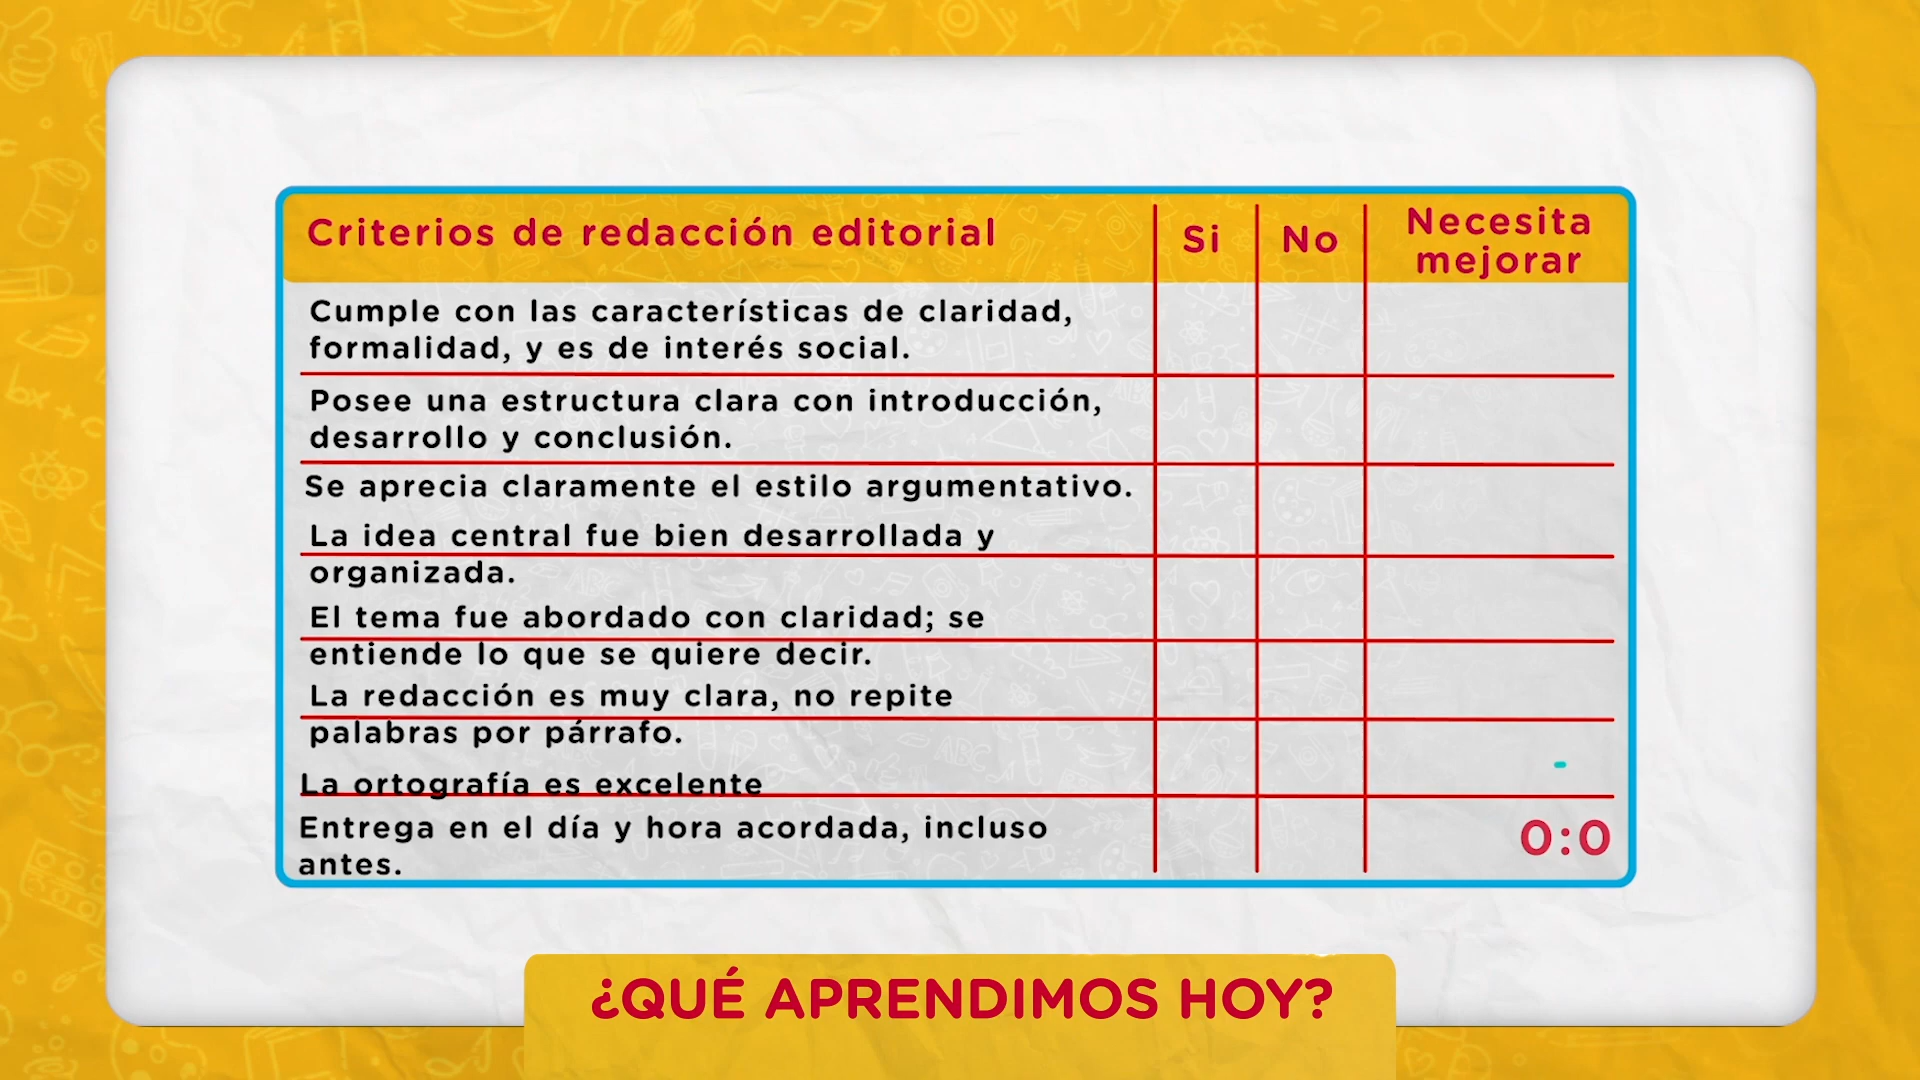 Criterios de redacción editorial
Si
No
Necesita
mejorar
Cumple con las características de claridad,
formalidad, y es de interés social.
Posee una estructura clara con introducción,
desarrollo y conclusión.
Se aprecia claramente el estilo argumentativo.
La idea central fue bien desarrollada y
organizada.
El tema fue abordado con claridad; se
entiende lo que se quiere decir.
La redacción es muy clara, no repite
palabras por párrafo.
La ortografía es excelente
Entrega en el día y hora acordada, incluso
antes.
-
0:0
¿QUÉ APRENDIMOS HOY?